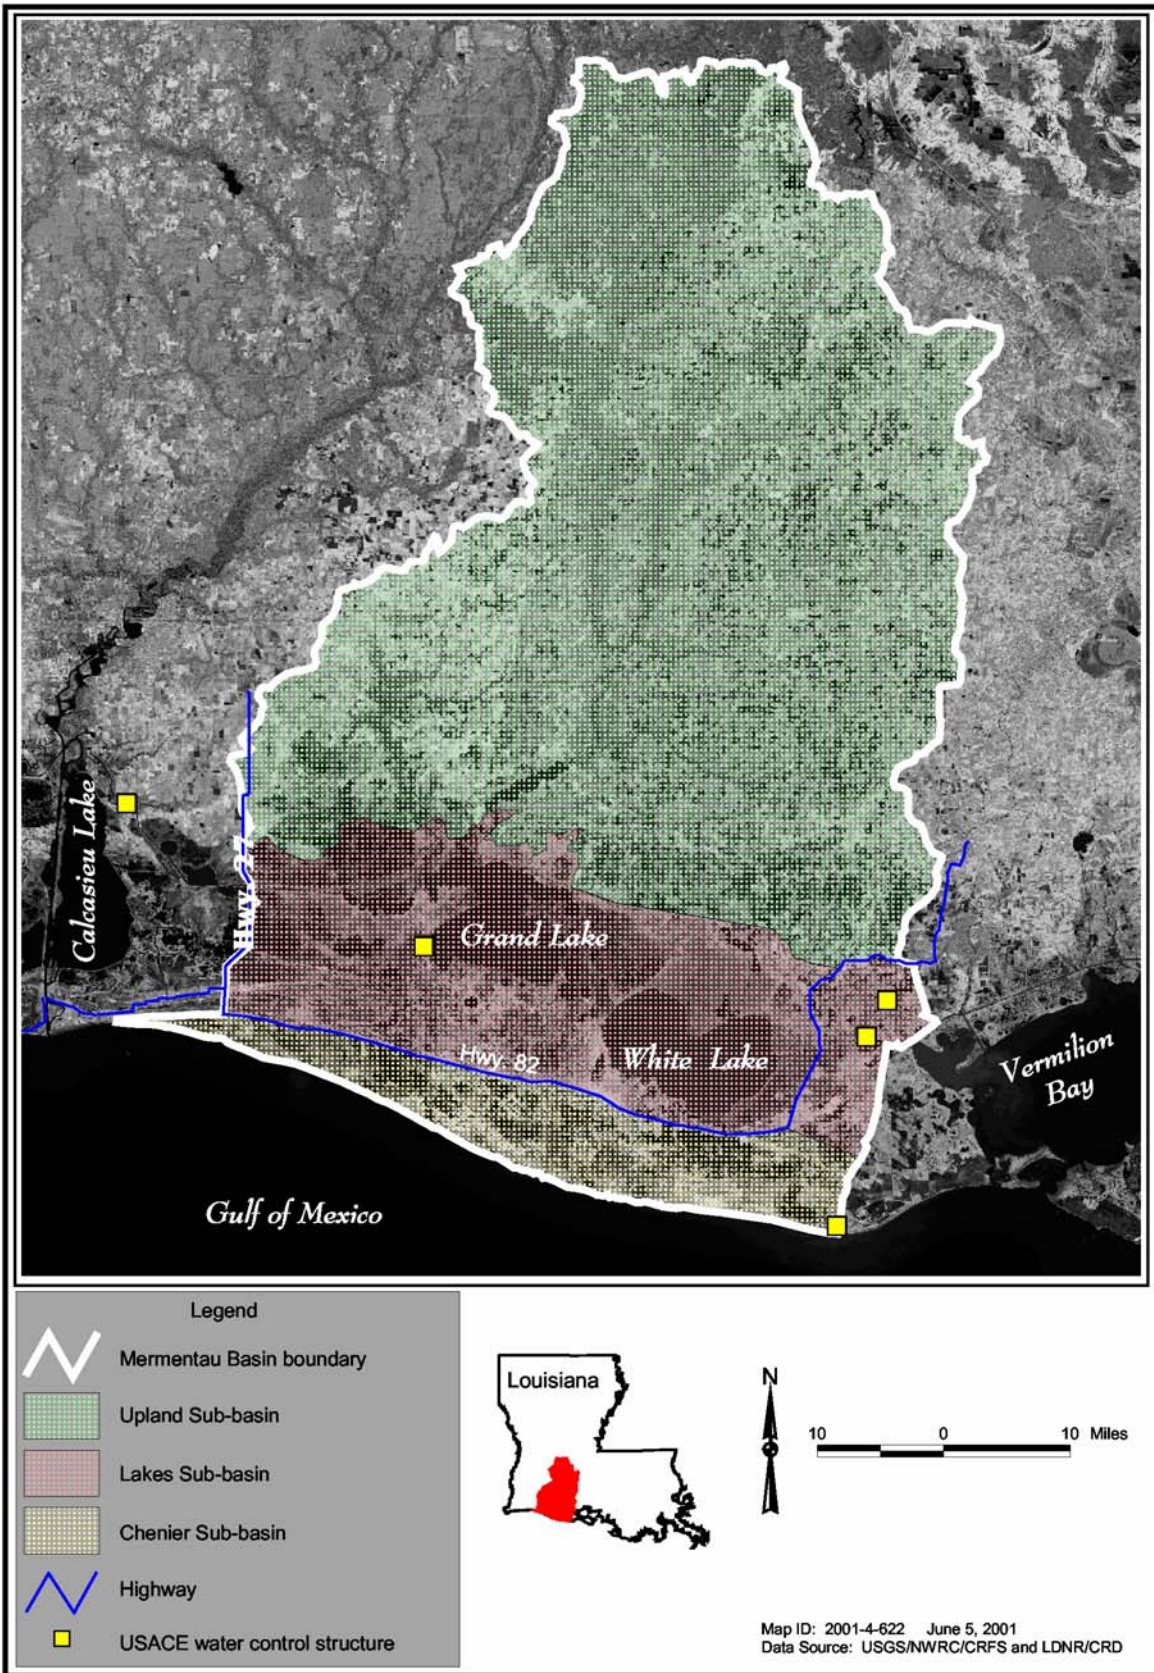 Calcasieu Lake
Hwy. 27
Grand Lake
White Lake
Hwy. 82
Vermilion
Bay
Gulf of Mexico
Legend
Mermentau Basin boundary
Upland Sub-basin
Lakes Sub-basin
Chenier Sub-basin
Highway
USACE water control structure
Louisiana
N
10 0 10 Miles
Map ID: 2001-4-622 June 5, 2001
Data Source: USGS/NWRC/CRFS and LDNR/CRD